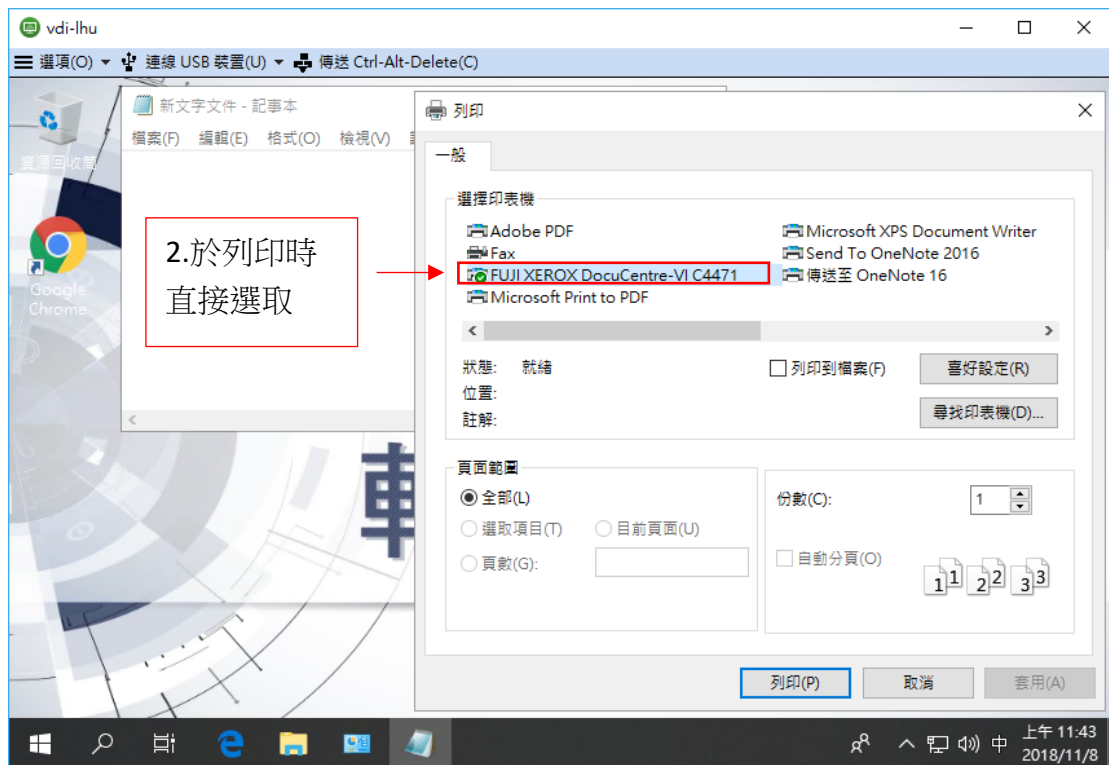 vdi-lhu
選項(O) 連線 USB 裝置(U) 傳送 Ctrl-Alt-Delete(C)
新文字文件 - 記事本
檔案(F) 編輯(E) 格式(O) 檢視(V)
資源回收筒
Google
Chrome
2.於列印時
直接選取
列印
一般
選擇印表機
Adobe PDF
Fax
FUJI XEROX DocuCentre-VI C4471
Microsoft Print to PDF
Microsoft XPS Document Writer
Send To OneNote 2016
傳送至 OneNote 16
狀態: 就緒
位置:
註解:
列印到檔案(F)
喜好設定(R)
尋找印表機(D)...
頁面範圍
全部(L)
選取項目(T) 目前頁面(U)
頁數(G):
份數(C): 1
自動分頁(O)
1 1 2 2 3 3
列印(P) 取消 套用(A)
中
上午 11:43
2018/11/8